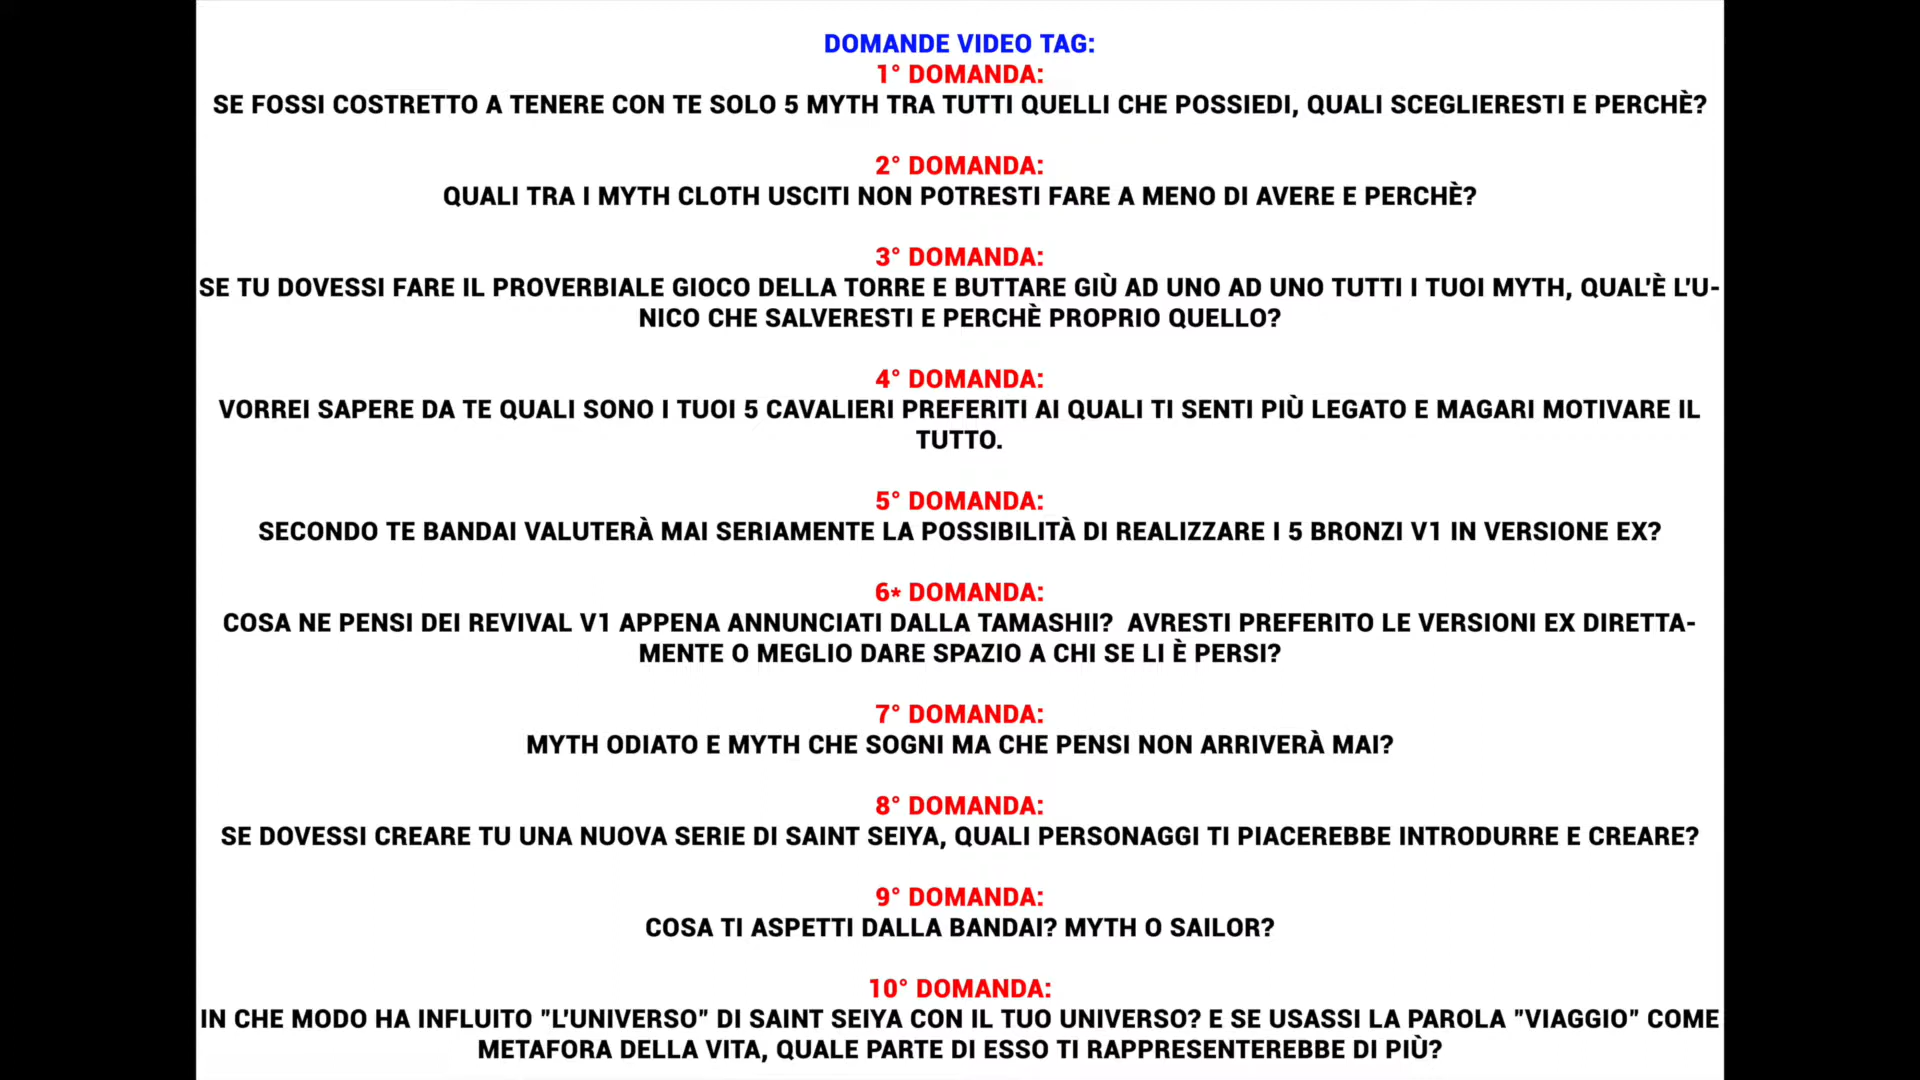 DOMANDE VIDEO TAG:
1° DOMANDA:
SE FOSSI COSTRETTO A TENERE CON TE SOLO 5 MYTH TRA TUTTI QUELLI CHE POSSIEDI, QUALI SCEGLIERESTI E PERCHÈ?
2° DOMANDA:
QUALI TRA I MYTH CLOTH USCITI NON POTRESTI FARE A MENO DI AVERE E PERCHÈ?
3° DOMANDA:
SE TU DOVESSI FARE IL PROVERBIALE GIOCO DELLA TORRE E BUTTARE GIÙ AD UNO AD UNO TUTTI I TUOI MYTH, QUAL'È L'U-
NICO CHE SALVERESTI E PERCHÈ PROPRIO QUELLO?
4° DOMANDA:
VORREI SAPERE DA TE QUALI SONO I TUOI 5 CAVALIERI PREFERITI AI QUALI TI SENTI PIÙ LEGATO E MAGARI MOTIVARE IL
TUTTO.
5° DOMANDA:
SECONDO TE BANDAI VALUTERÀ MAI SERIAMENTE LA POSSIBILITÀ DI REALIZZARE I 5 BRONZI V1 IN VERSIONE EX?
6* DOMANDA:
COSA NE PENSI DEI REVIVAL V1 APPENA ANNUNCIATI DALLA TAMASHII?  AVRESTI PREFERITO LE VERSIONI EX DIRETTA-
MENTE O MEGLIO DARE SPAZIO A CHI SE LI È PERSI?
7° DOMANDA:
MYTH ODIATO E MYTH CHE SOGNI MA CHE PENSI NON ARRIVERÀ MAI?
8° DOMANDA:
SE DOVESSI CREARE TU UNA NUOVA SERIE DI SAINT SEIYA, QUALI PERSONAGGI TI PIACEREBBE INTRODURRE E CREARE?
9° DOMANDA:
COSA TI ASPETTI DALLA BANDAI? MYTH O SAILOR?
10° DOMANDA:
IN CHE MODO HA INFLUITO "L'UNIVERSO" DI SAINT SEIYA CON IL TUO UNIVERSO? E SE USASSI LA PAROLA "VIAGGIO" COME
METAFORA DELLA VITA, QUALE PARTE DI ESSO TI RAPPRESENTEREBBE DI PIÙ?